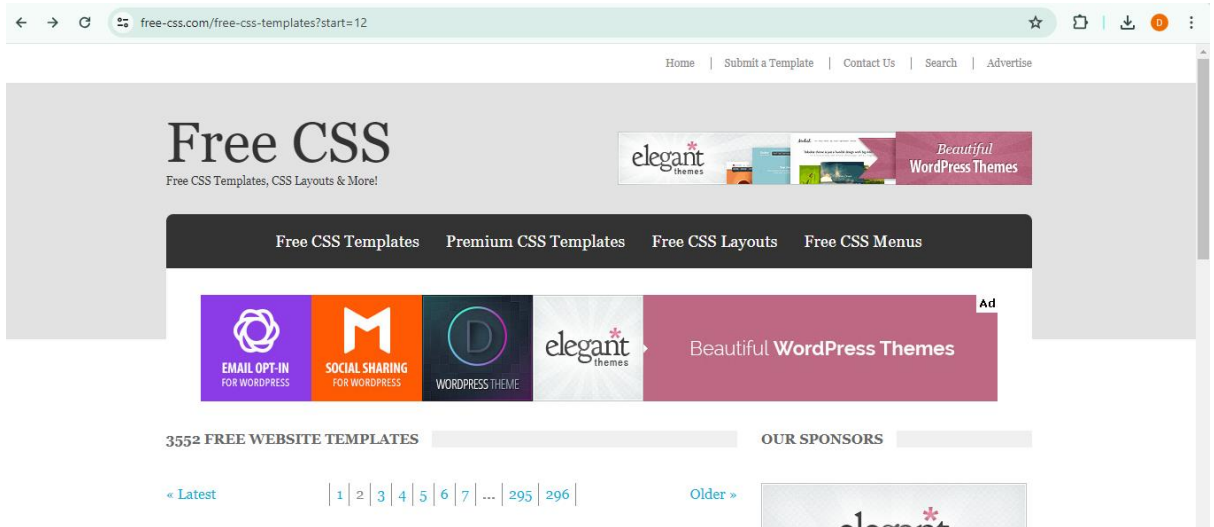 free-css.com/free-css-templates?start=12
D
Home | Submit a Template | Contact Us | Search | Advertise
Free CSS
Free CSS Templates, CSS Layouts & More!
elegant
themes
Beautiful
WordPress Themes
Free CSS Templates Premium CSS Templates Free CSS Layouts Free CSS Menus
EMAIL OPT-IN
FOR WORDPRESS
SOCIAL SHARING
FOR WORDPRESS
D
WORDPRESS THEME
elegant
themes
Beautiful WordPress Themes
Ad
3552 FREE WEBSITE TEMPLATES
OUR SPONSORS
« Latest | 1 | 2 | 3 | 4 | 5 | 6 | 7 | ... | 295 | 296 | Older »
elegant